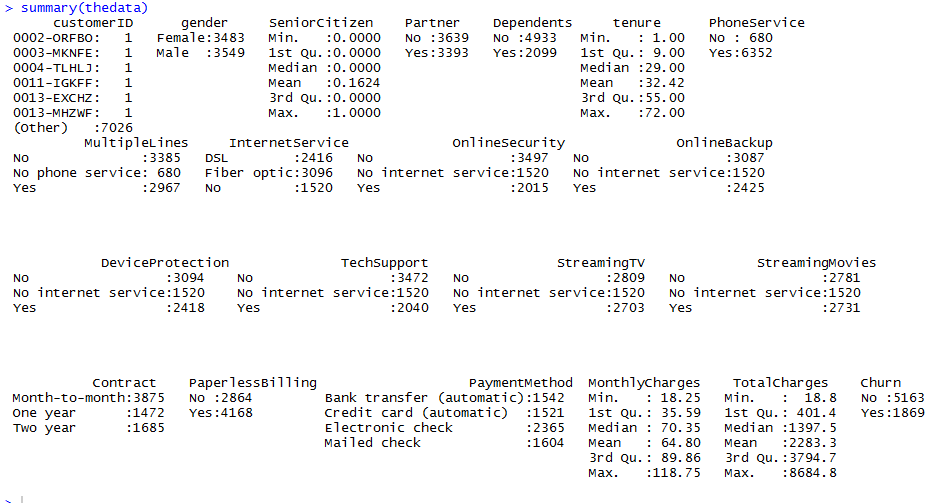 > summary(thedata)
customerID gender SeniorCitizen Partner Dependents tenure PhoneService
0002-ORFBO: 1 Female:3483 Min. :0.0000 No :3639 No :4933 Min. : 1.00 No : 680
0003-MKNFE: 1 Male :3549 1st Qu.:0.0000 Yes:3393 Yes:2099 1st Qu.: 9.00 Yes:6352
0004-TLHLJ: 1 Median :0.0000 Median :29.00
0011-IGKFF: 1 Mean :0.1624 Mean :32.42
0013-EXCHZ: 1 3rd Qu.:0.0000 3rd Qu.:55.00
0013-MHZWF: 1 Max. :1.0000 Max. :72.00
(Other) :7026
MultipleLines InternetService OnlineSecurity OnlineBackup
No :3385 DSL :2416 No :3497 No :3087
No phone service: 680 Fiber optic:3096 No internet service:1520 No internet service:1520
Yes :2967 No :1520 Yes :2015 Yes :2425
DeviceProtection TechSupport StreamingTV StreamingMovies
No :3094 No :3472 No :2809 No :2781
No internet service:1520 No internet service:1520 No internet service:1520 No internet service:1520
Yes :2418 Yes :2040 Yes :2703 Yes :2731
Contract PaperlessBilling PaymentMethod MonthlyCharges TotalCharges Churn
Month-to-month:3875 No :2864 Bank transfer (automatic):1542 Min. : 18.25 Min. : 18.8 No :5163
One year :1472 Yes:4168 Credit card (automatic) :1521 1st Qu.: 35.59 1st Qu.: 401.4 Yes:1869
Two year :1685 Electronic check :2365 Median : 70.35 Median :1397.5
Mailed check :1604 Mean : 64.80 Mean :2283.3
3rd Qu.: 89.86 3rd Qu.:3794.7
Max. :118.75 Max. :8684.8
>